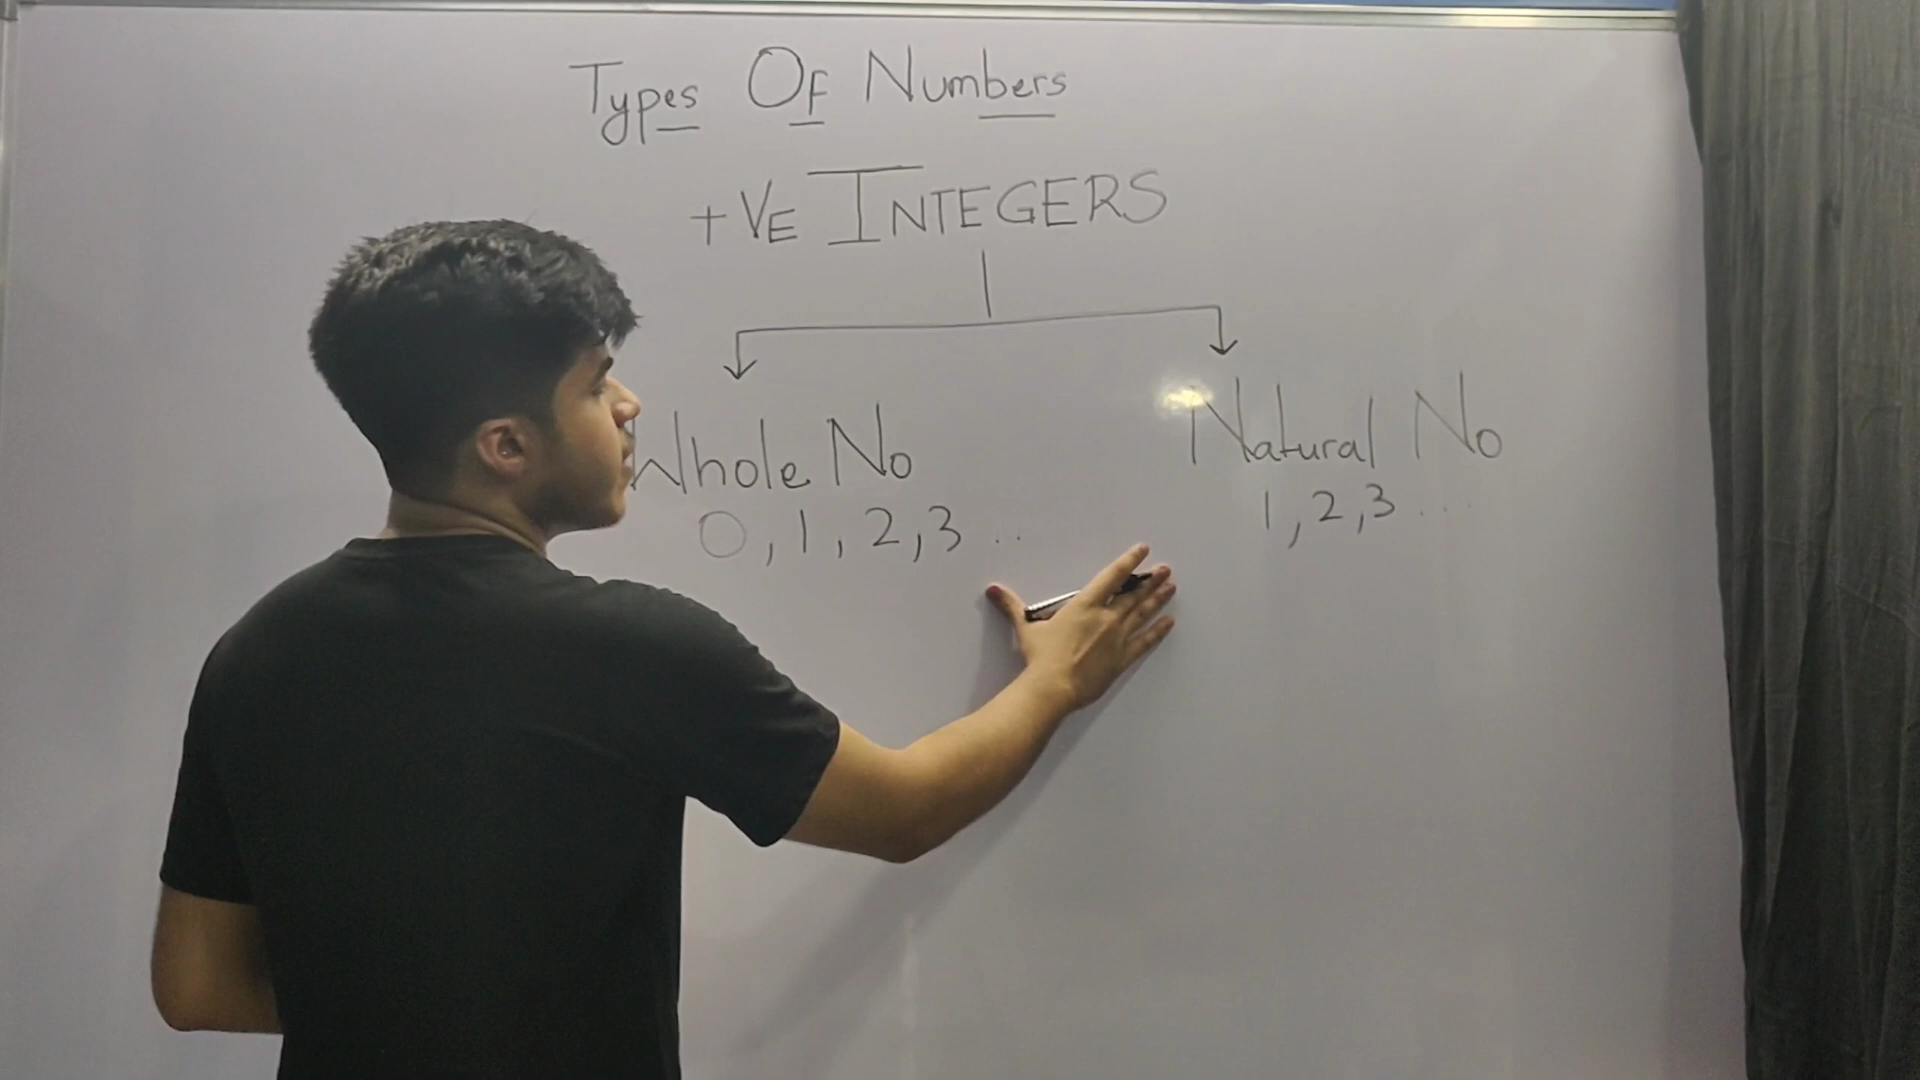 Types Of Numbers
+VE INTEGERS
Whole No
0, 1, 2, 3 ..
Natural No
1, 2, 3 ....